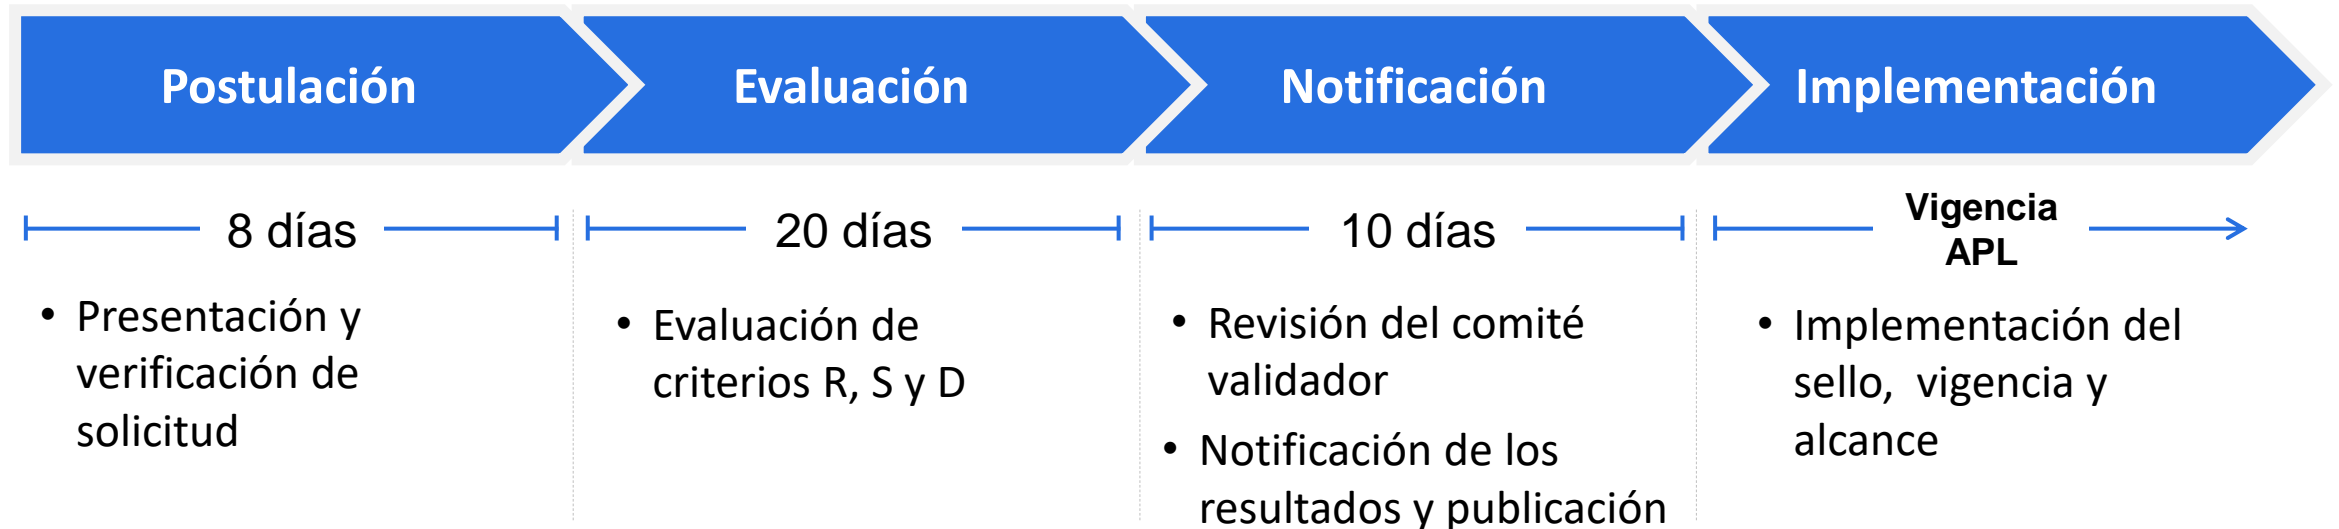 Postulación
Evaluación
Notificación
Implementación
8 días
20 días
10 días
Vigencia
APL
• Presentación y
verificación de
solicitud
• Evaluación de
criterios R, S y D
• Revisión del comité
validador
• Notificación de los
resultados y publicación
• Implementación del
sello, vigencia y
alcance